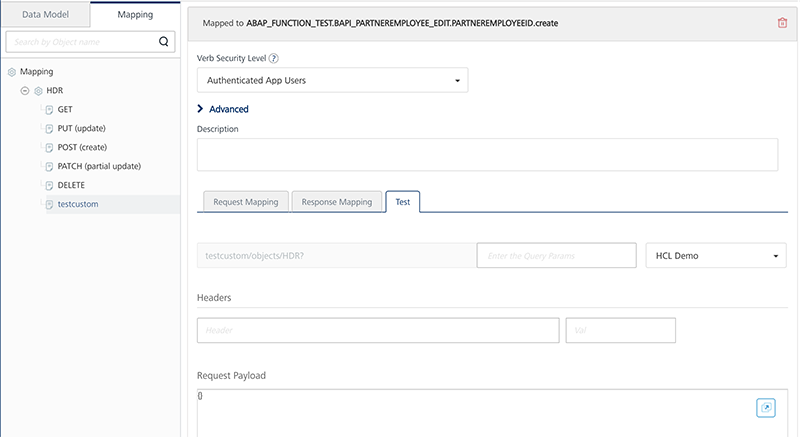 Data Model
Mapping
Search by Object name
Mapping
HDR
GET
PUT (update)
POST (create)
PATCH (partial update)
DELETE
testcustom
Mapped to ABAP_FUNCTION_TEST.BAPI_PARTNEREMPLOYEE_EDIT.PARTNEREMPLOYEEID.create
Verb Security Level ?
Authenticated App Users
Advanced
Description
Request Mapping
Response Mapping
Test
testcustom/objects/HDR?
Enter the Query Params
HCL Demo
Headers
Header
Val
Request Payload
{}